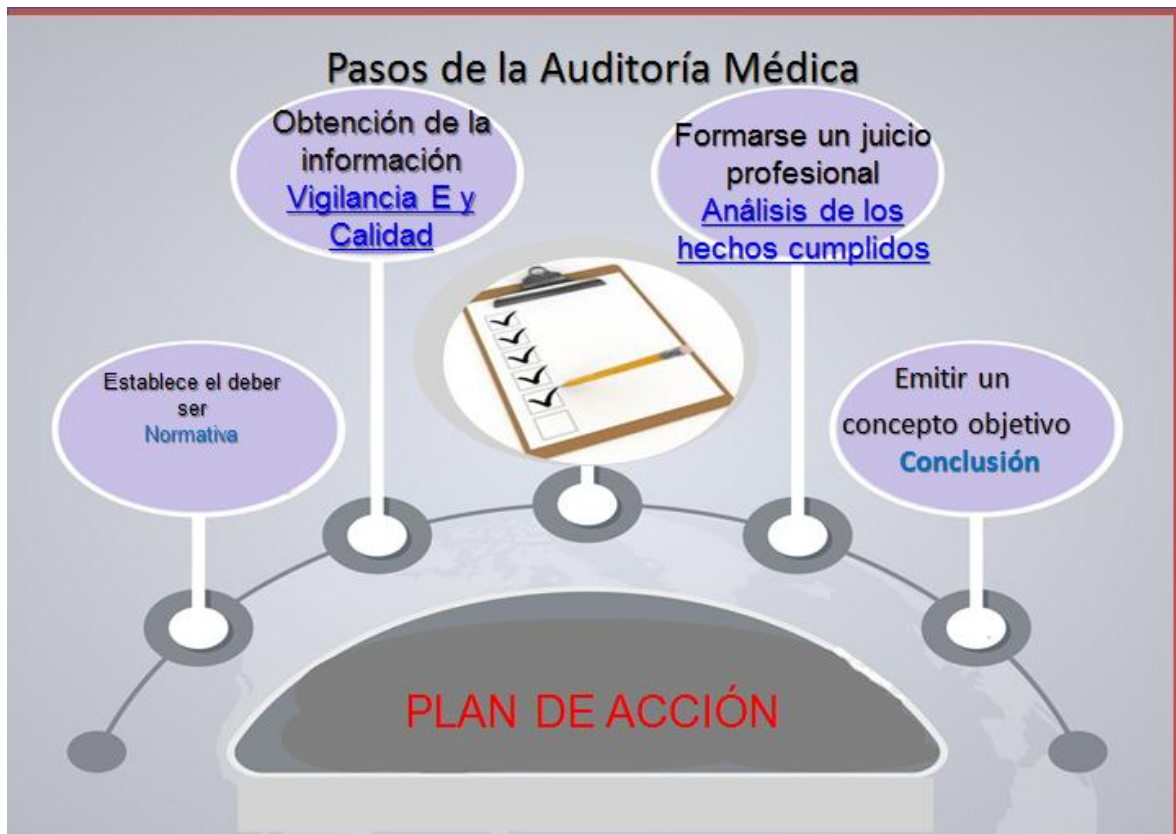 Pasos de la Auditoría Médica
Establece el deber
ser
Normativa
Obtención de la
información
Vigilancia E y
Calidad
Formarse un juicio
profesional
Análisis de los
hechos cumplidos
Emitir un
concepto objetivo
Conclusión
PLAN DE ACCIÓN